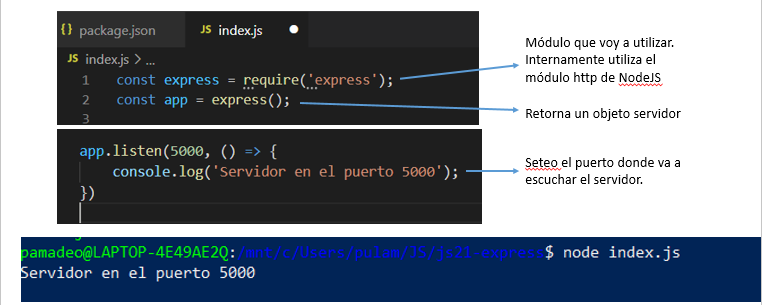 {} package.json
JS index.js
JS index.js > ...
1 const express = require('express');
2 const app = express();
3
Módulo que voy a utilizar.
Internamente utiliza el
módulo http de NodeJS
Retorna un objeto servidor
app.listen(5000, () => {
console.log('Servidor en el puerto 5000');
})
Seteo el puerto donde va a
escuchar el servidor.
pamadeo@LAPTOP-4E49AE2Q:/mnt/c/Users/pulam/JS/js21-express$ node index.js
Servidor en el puerto 5000